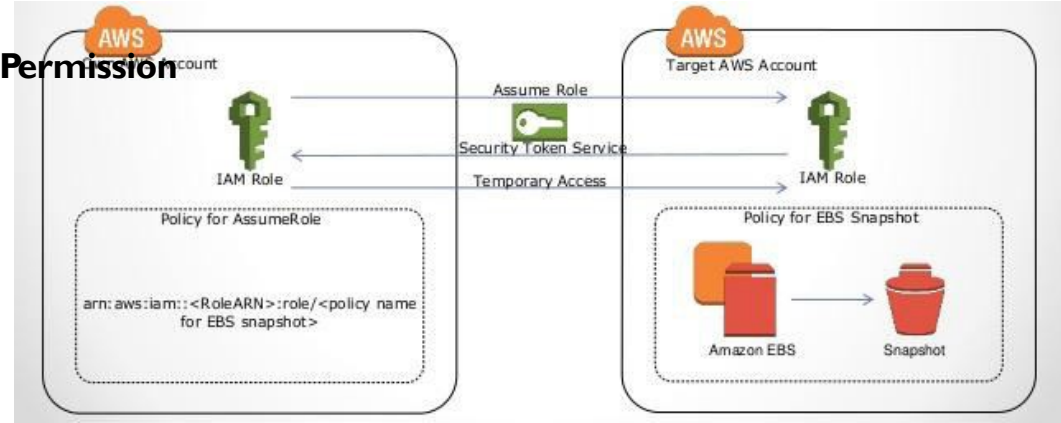 AWS
AWS
Permission
Account
Target AWS Account
Assume Role
Security Token Service
IAM Role
Temporary Access
IAM Role
Policy for AssumeRole
arn:aws:iam::<RoleARN>:role/<policy name
for EBS snapshot>
Policy for EBS Snapshot
Amazon EBS
Snapshot